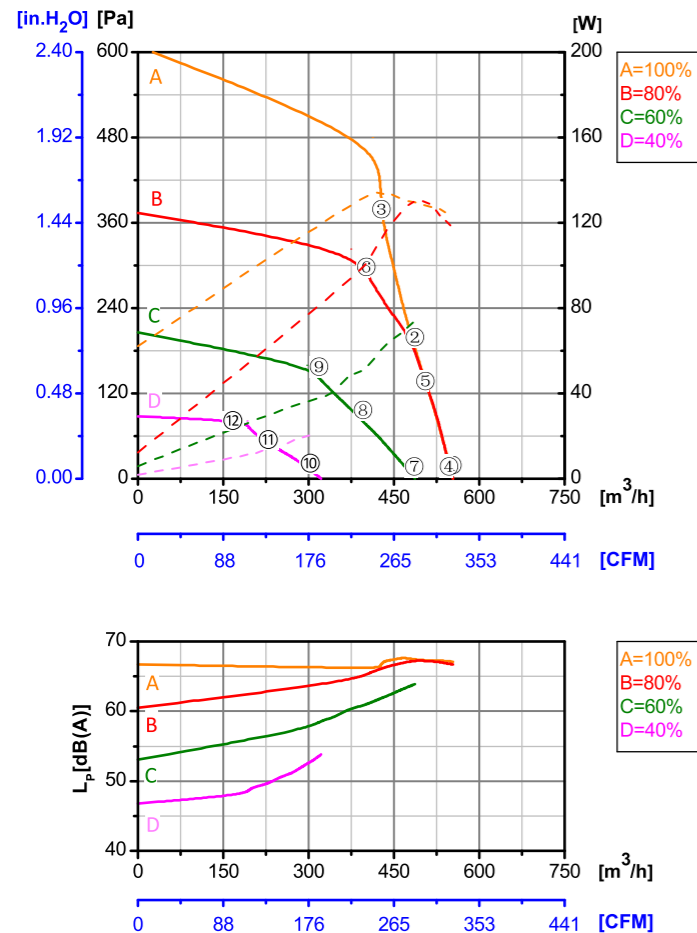 [in.H2O] [Pa] [W]
2.40 600 200 A=100%
A B=80%
C=60%
1.92 480 160 D=40%
B ③
1.44 360 120
⑥
0.96 240 80
C ②
⑨ ⑤
0.48 120 40
D ⑧
⑫ ⑪
⑩ ⑦ ④
0.00 0 0
0 150 300 450 600 750 [m3/h]
0 88 176 265 353 441 [CFM]
70 A=100%
A B=80%
C=60%
60 D=40%
B
LP[dB(A)]
50
C
D
40
0 150 300 450 600 750 [m3/h]
0 88 176 265 353 441 [CFM]